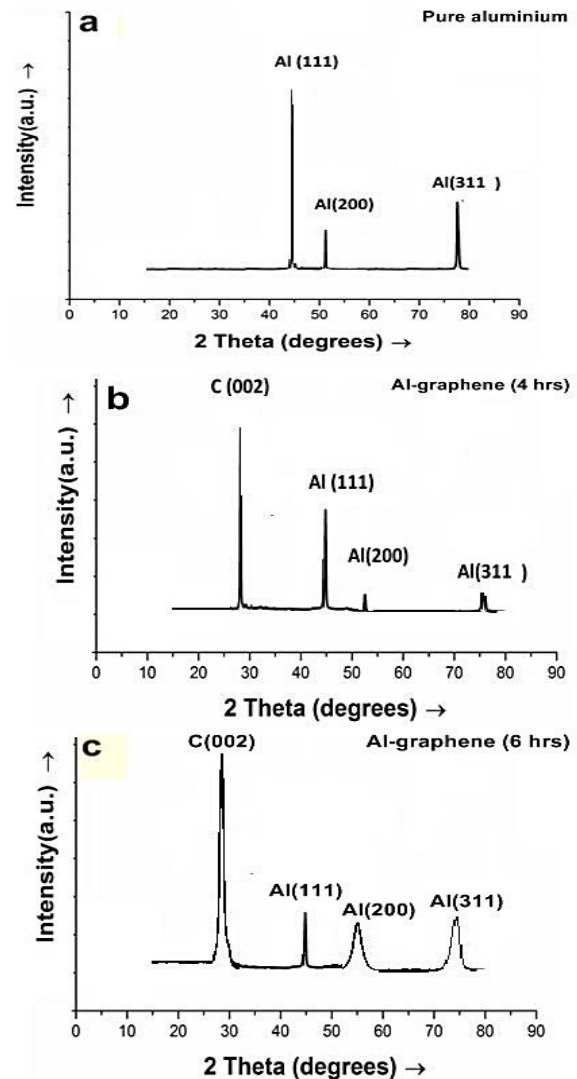 a
Pure aluminium
Al (111)
Al(200)
Al(311 )
Intensity(a.u.) →
0 10 20 30 40 50 60 70 80 90
2 Theta (degrees) →
b
C (002)
Al-graphene (4 hrs)
Al (111)
Al(200)
Al(311 )
Intensity(a.u.) →
0 10 20 30 40 50 60 70 80 90
2 Theta (degrees) →
c
C(002)
Al-graphene (6 hrs)
Al(111)
Al(200)
Al(311)
Intensity(a.u.) →
0 10 20 30 40 50 60 70 80 90
2 Theta (degrees) →